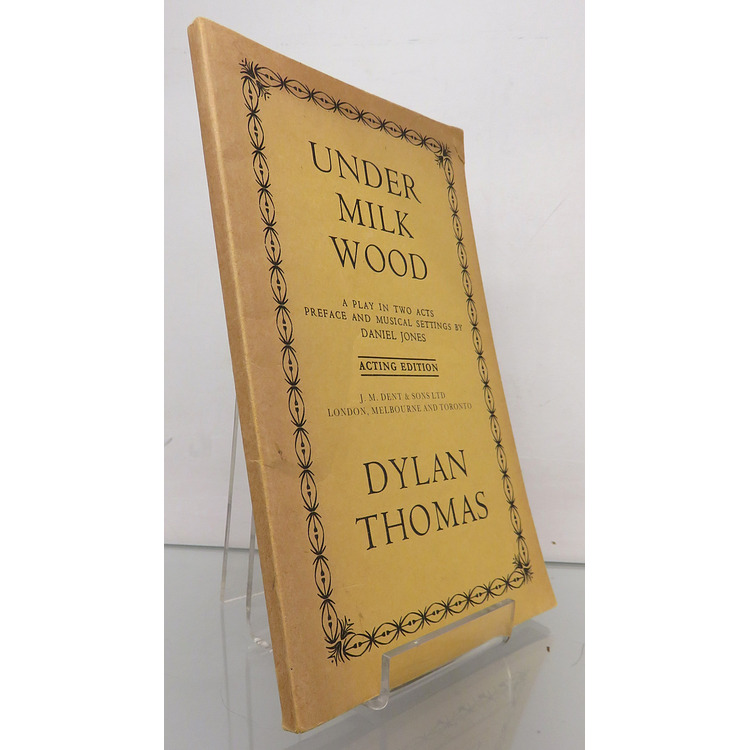 UNDER
MILK
WOOD
A PLAY IN TWO ACTS
PREFACE AND MUSICAL SETTINGS BY
DANIEL JONES
ACTING EDITION
J. M. DENT & SONS LTD
LONDON, MELBOURNE AND TORONTO
DYLAN
THOMAS